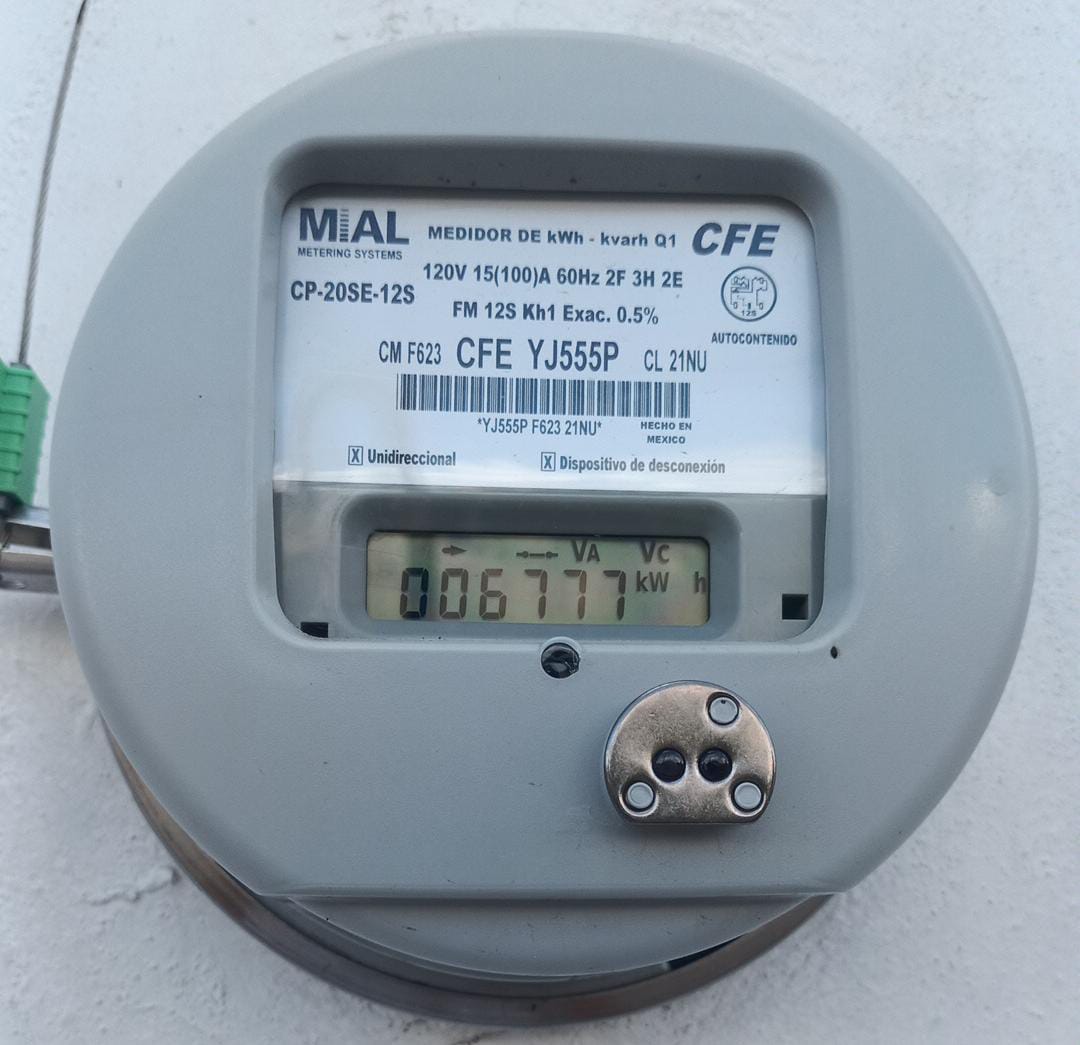 MIAL
METERING SYSTEMS
MEDIDOR DE kWh - kvarh Q1
CFE
120V 15(100)A 60Hz 2F 3H 2E
CP-20SE-12S
FM 12S Kh1 Exac. 0.5%
12S
AUTOCONTENIDO
CM F623 CFE YJ555P CL 21NU
*YJ555P F623 21NU*
HECHO EN
MEXICO
X Unidireccional
X Dispositivo de desconexión
VA VC
006777 kW h